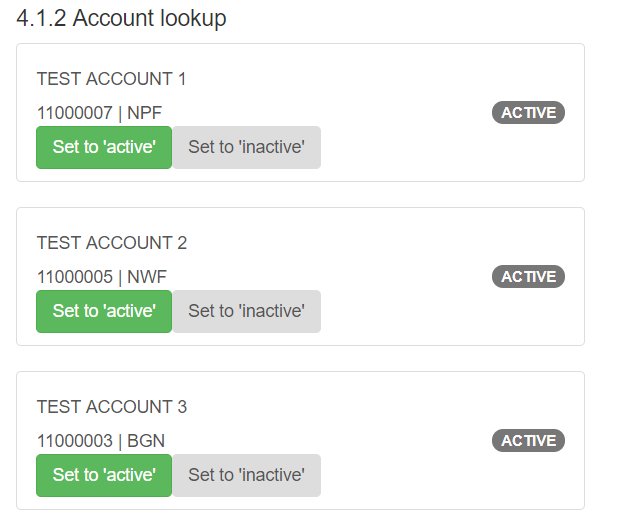 4.1.2 Account lookup
TEST ACCOUNT 1
11000007 | NPF
ACTIVE
Set to 'active' Set to 'inactive'
TEST ACCOUNT 2
11000005 | NWF
ACTIVE
Set to 'active' Set to 'inactive'
TEST ACCOUNT 3
11000003 | BGN
ACTIVE
Set to 'active' Set to 'inactive'